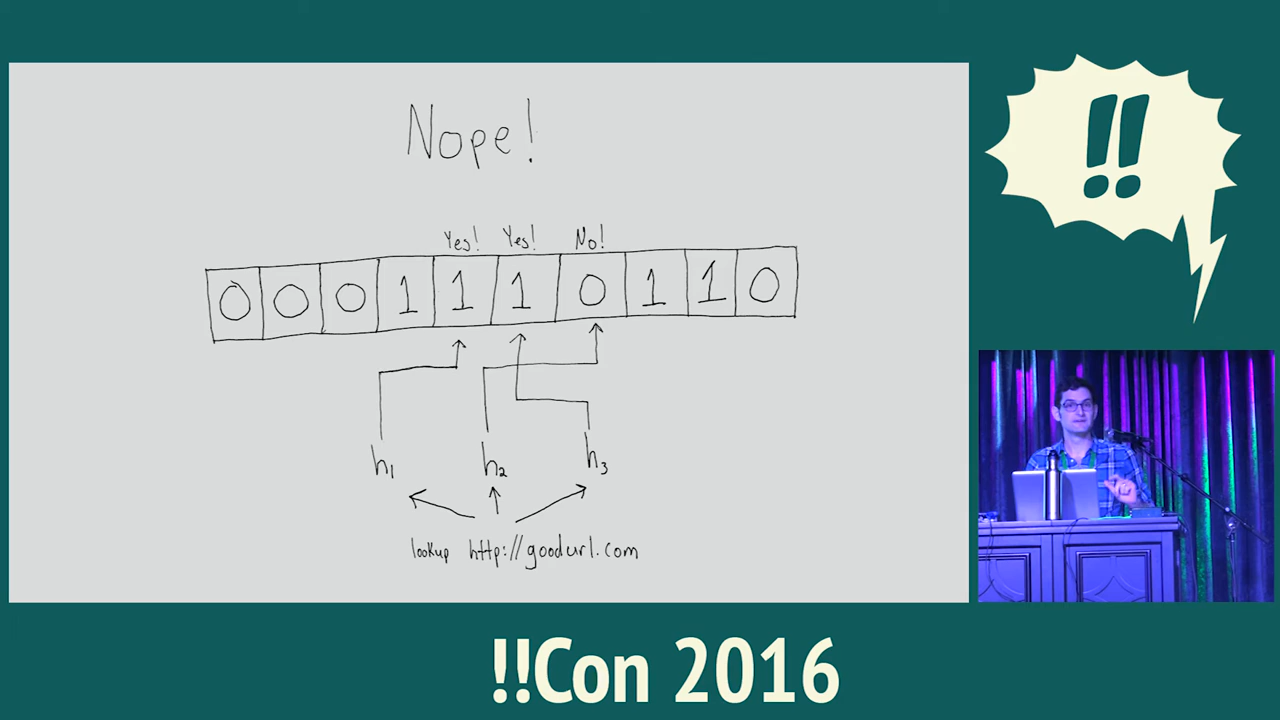 Nope!
Yes! Yes! No!
0 0 0 1 1 1 0 1 1 0
h1 h2 h3
lookup http://goodurl.com
!!
!!Con 2016